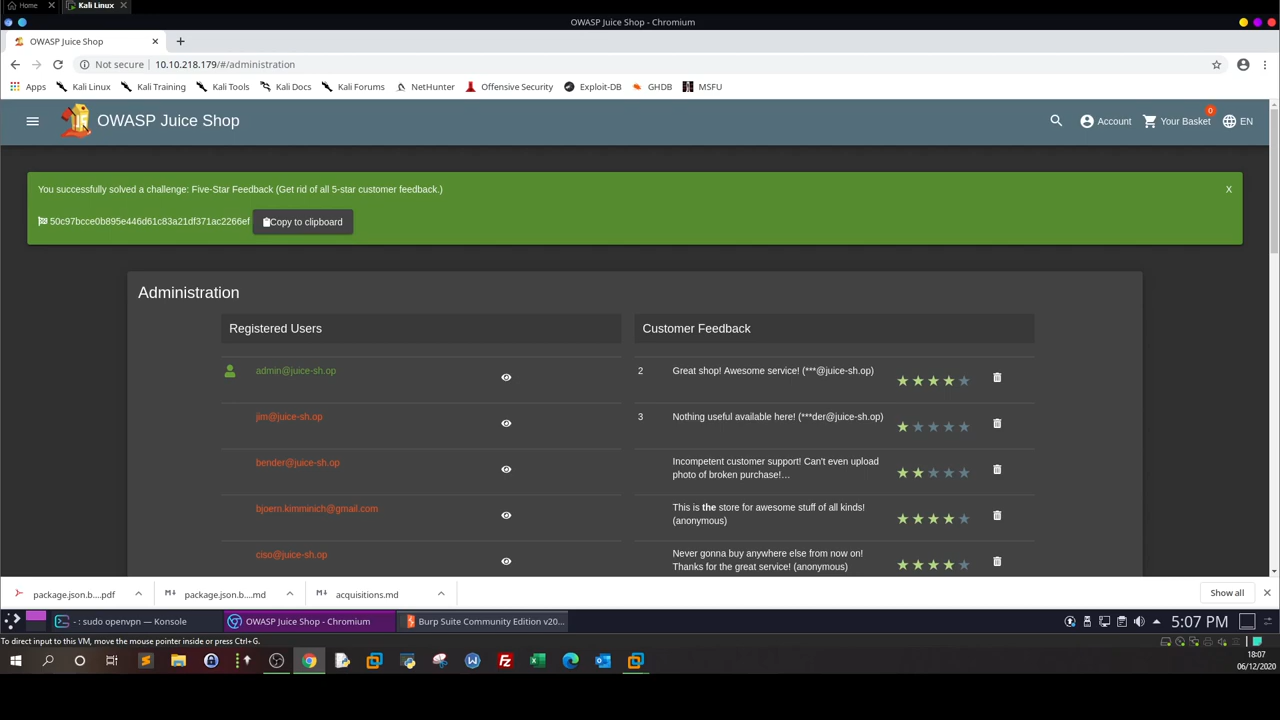 Home
Kali Linux
OWASP Juice Shop - Chromium
OWASP Juice Shop
Not secure
10.10.218.179/#/administration
Apps
Kali Linux
Kali Training
Kali Tools
Kali Docs
Kali Forums
NetHunter
Offensive Security
Exploit-DB
GHDB
MSFU
OWASP Juice Shop
Account
Your Basket
0
EN
You successfully solved a challenge: Five-Star Feedback (Get rid of all 5-star customer feedback.)
X
50c97bcce0b895e446d61c83a21df371ac2266ef
Copy to clipboard
Administration
Registered Users
Customer Feedback
admin@juice-sh.op
2
Great shop! Awesome service! (***@juice-sh.op)
jim@juice-sh.op
3
Nothing useful available here! (***der@juice-sh.op)
bender@juice-sh.op
Incompetent customer support! Can't even upload
photo of broken purchase!...
bjoern.kimminich@gmail.com
This is the store for awesome stuff of all kinds!
(anonymous)
ciso@juice-sh.op
Never gonna buy anywhere else from now on!
Thanks for the great service! (anonymous)
package.json.b....pdf
package.json.b....md
acquisitions.md
Show all
- : sudo openvpn — Konsole
OWASP Juice Shop - Chromium
Burp Suite Community Edition v20...
5:07 PM
To direct input to this VM, move the mouse pointer inside or press Ctrl+G.
18:07
06/12/2020